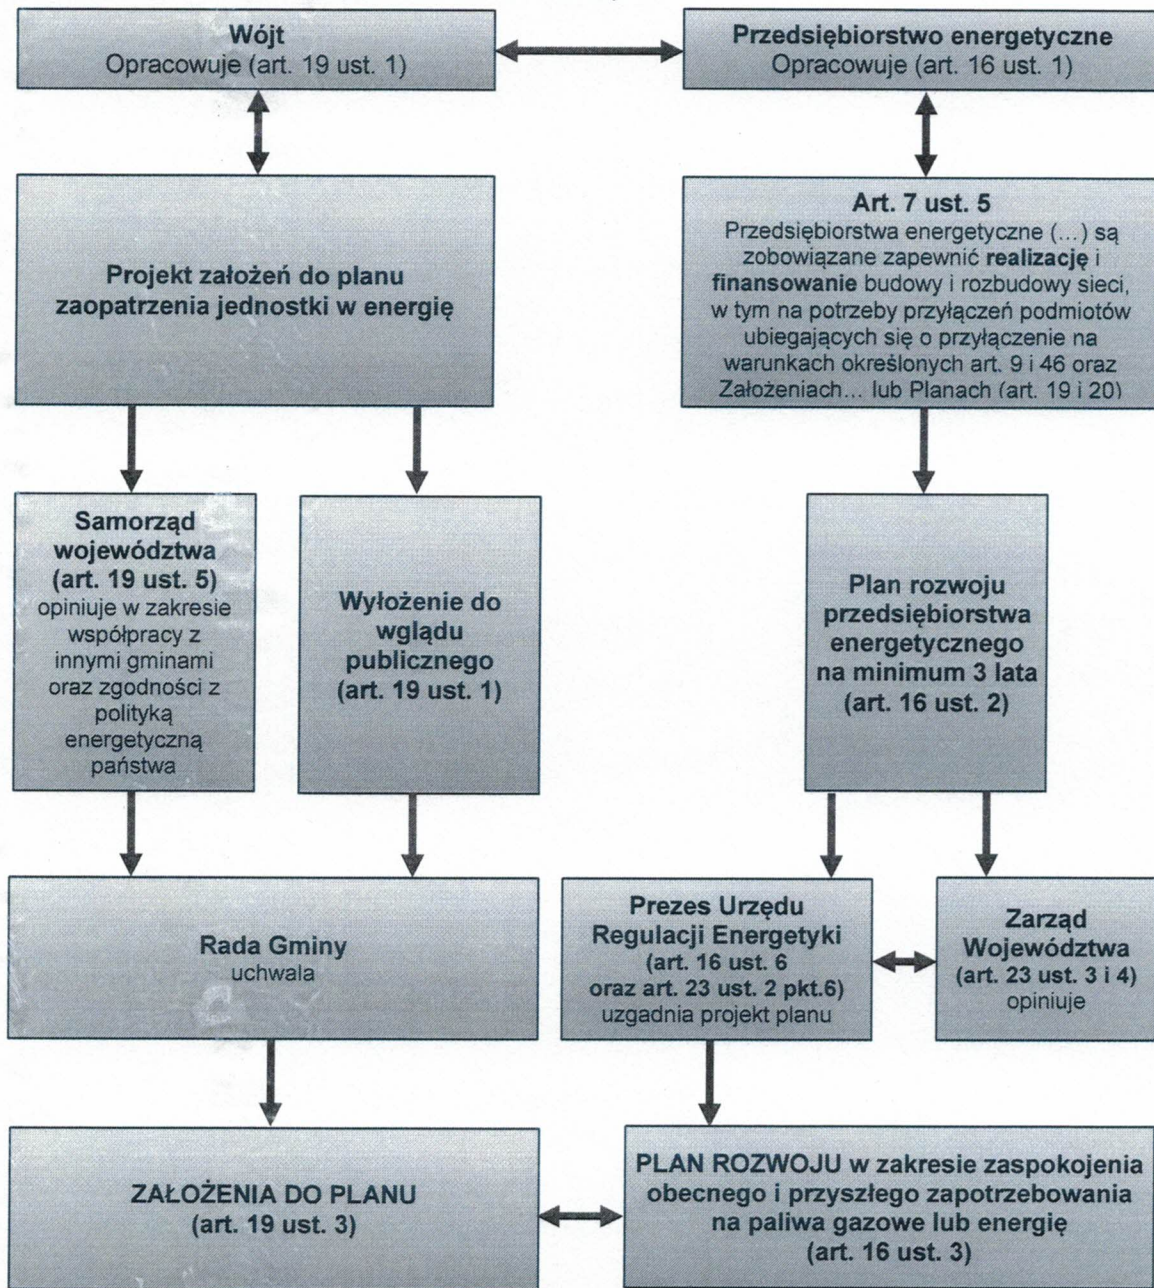 Wójt
Opracowuje (art. 19 ust. 1)
Przedsiębiorstwo energetyczne
Opracowuje (art. 16 ust. 1)
Projekt założeń do planu
zaopatrzenia jednostki w energię
Art. 7 ust. 5
Przedsiębiorstwa energetyczne (...) są
zobowiązane zapewnić realizację i
finansowanie budowy i rozbudowy sieci,
w tym na potrzeby przyłączeń podmiotów
ubiegających się o przyłączenie na
warunkach określonych art. 9 i 46 oraz
Założeniach... lub Planach (art. 19 i 20)
Samorząd
województwa
(art. 19 ust. 5)
opiniuje w zakresie
współpracy z
innymi gminami
oraz zgodności z
polityką
energetyczną
państwa
Wyłożenie do
wglądu
publicznego
(art. 19 ust. 1)
Plan rozwoju
przedsiębiorstwa
energetycznego
na minimum 3 lata
(art. 16 ust. 2)
Rada Gminy
uchwala
Prezes Urzędu
Regulacji Energetyki
(art. 16 ust. 6
oraz art. 23 ust. 2 pkt.6)
uzgadnia projekt planu
Zarząd
Województwa
(art. 23 ust. 3 i 4)
opiniuje
ZAŁOŻENIA DO PLANU
(art. 19 ust. 3)
PLAN ROZWOJU w zakresie zaspokojenia
obecnego i przyszłego zapotrzebowania
na paliwa gazowe lub energię
(art. 16 ust. 3)